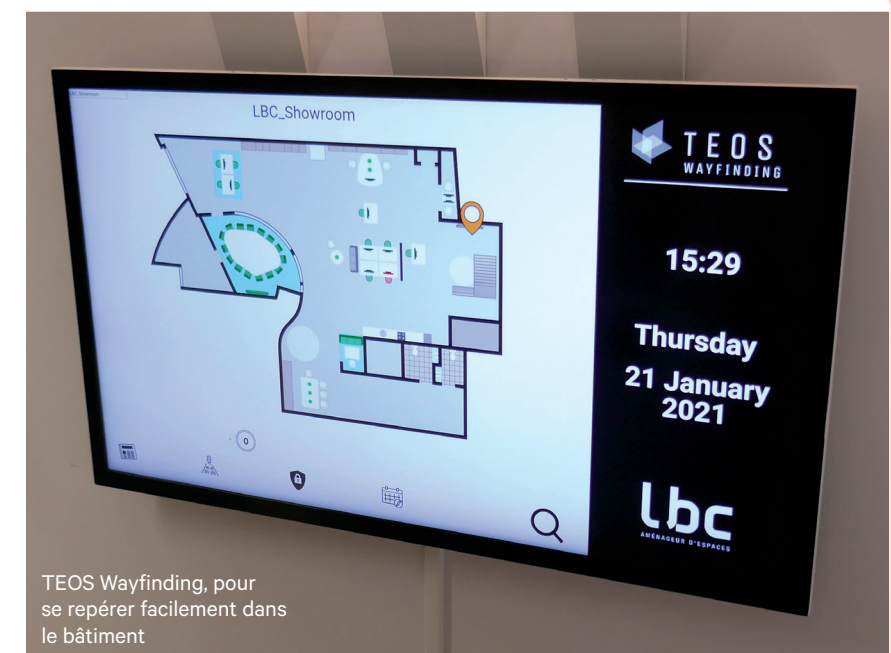 LBC_Showroom
LBC_Showroom
TEOS
WAYFINDING
15:29
Thursday
21 January
2021
0
lbc
AMÉNAGEUR D'ESPACES
TEOS Wayfinding, pour
se repérer facilement dans
le bâtiment